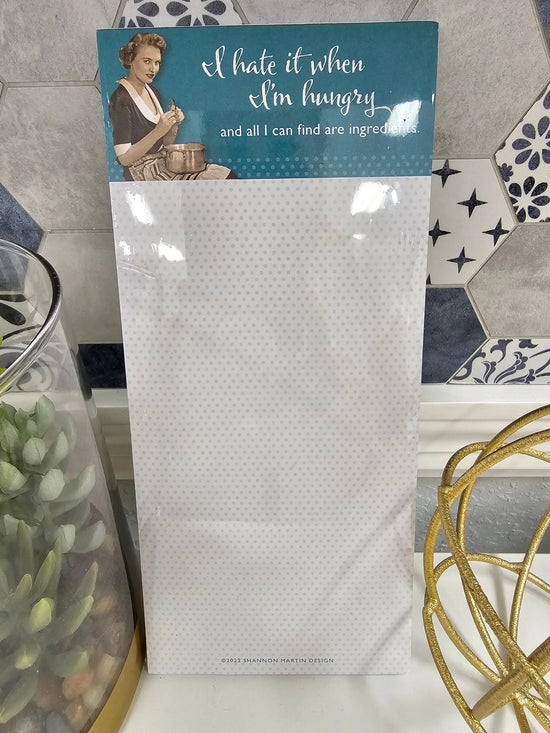 I hate it when
I'm hungry
and all I can find are ingredients.
©2022 SHANNON MARTIN DESIGN